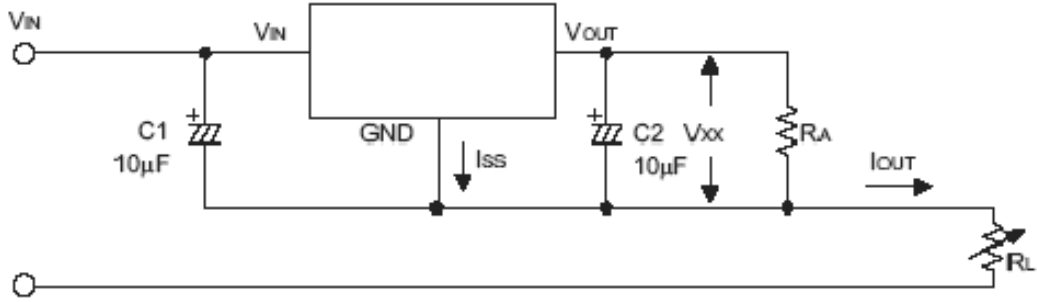 VIN
VIN
VOUT
C1
10µF
GND
ISS
C2
10µF
VXX
RA
IOUT
RL